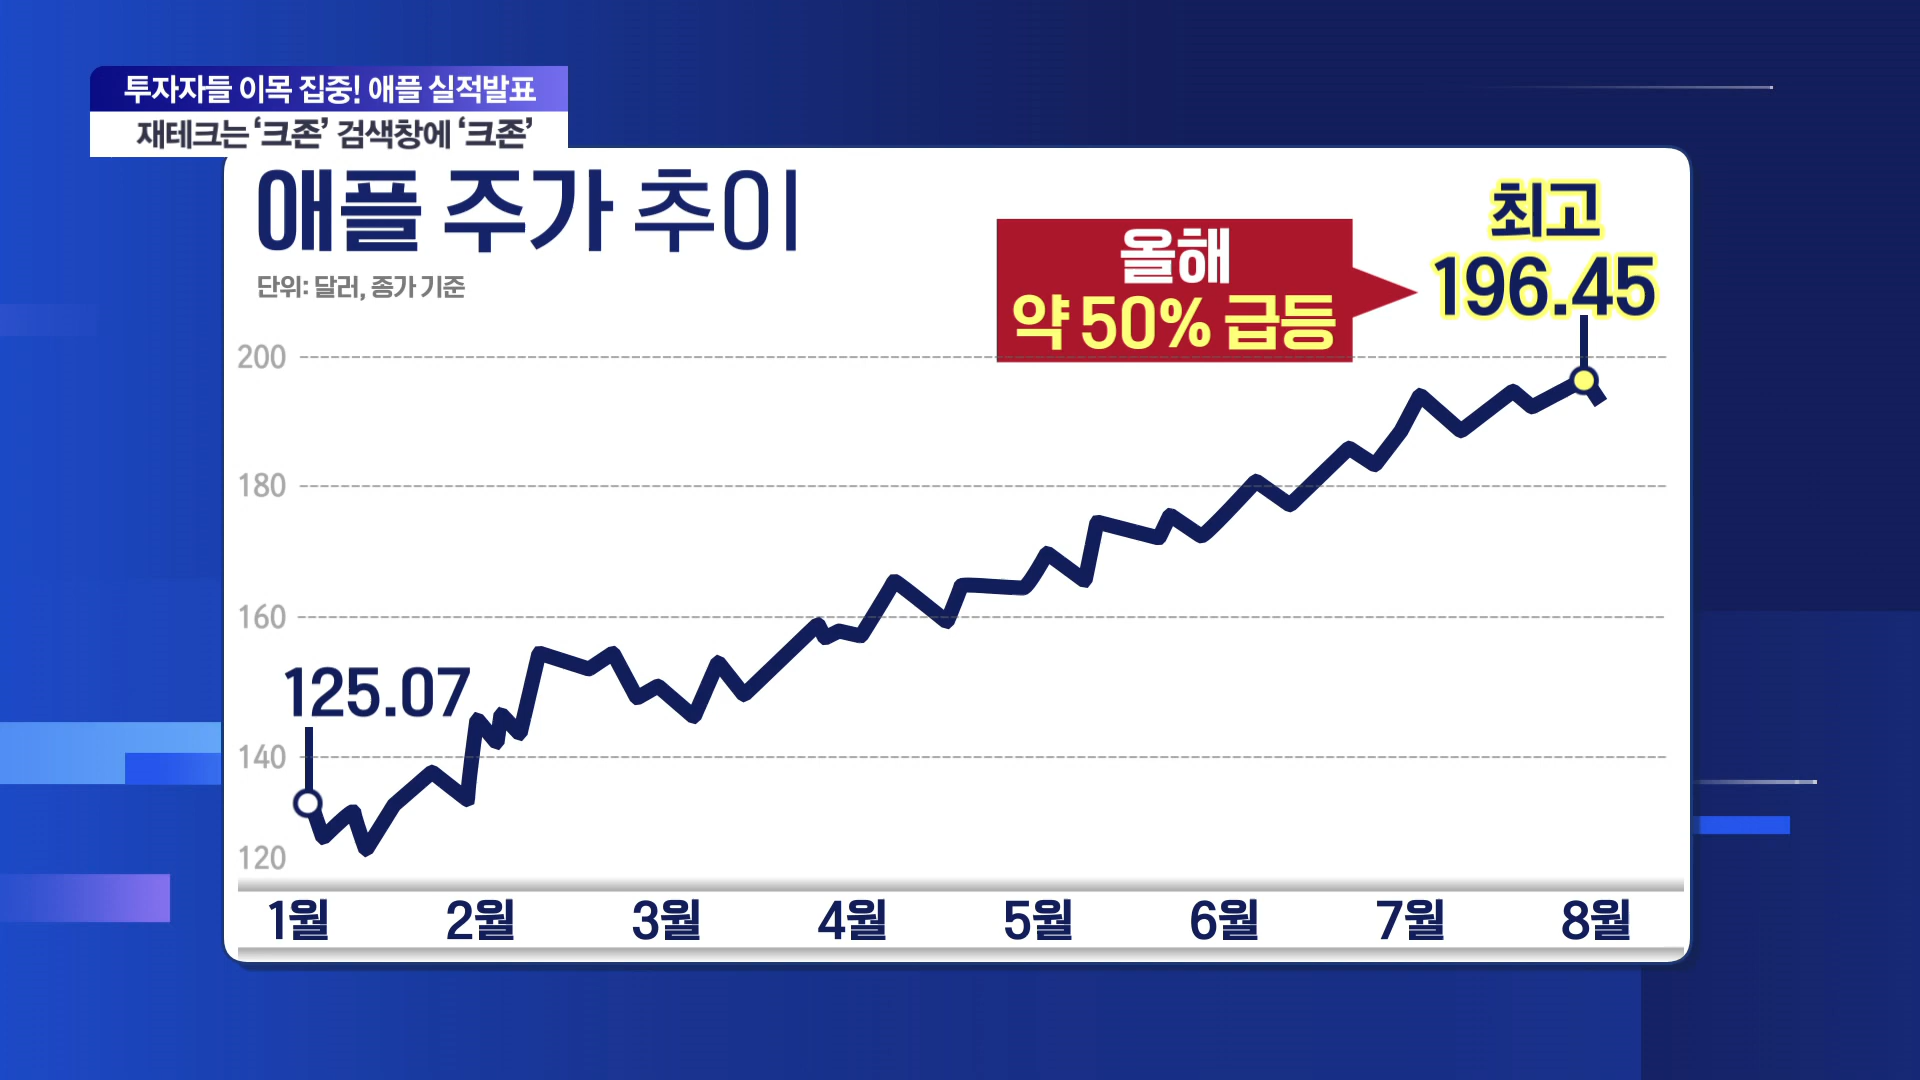 투자자들 이목 집중! 애플 실적발표
재테크는 ‘크존’ 검색창에 ‘크존’
애플 주가 추이
단위: 달러, 종가 기준
올해
약 50% 급등
최고
196.45
200
180
160
125.07
140
120
1월 2월 3월 4월 5월 6월 7월 8월